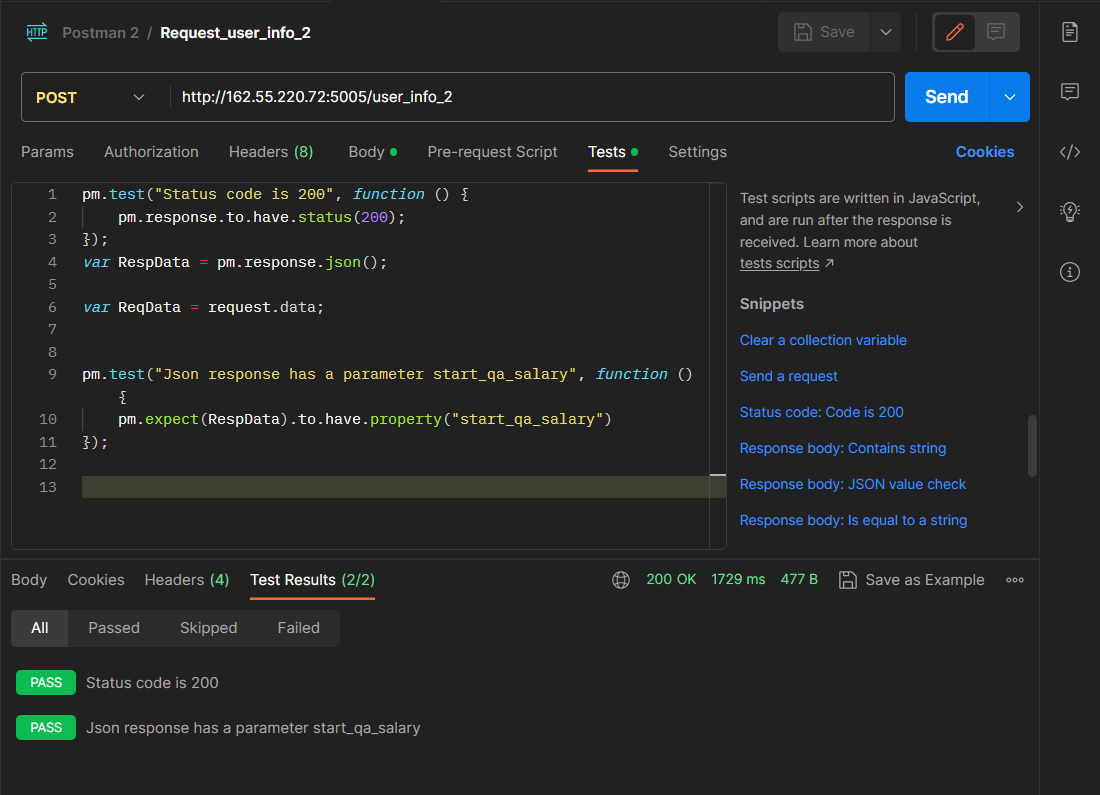 HTTP Postman 2 / Request_user_info_2 Save
POST http://162.55.220.72:5005/user_info_2 Send
Params Authorization Headers (8) Body Pre-request Script Tests Settings Cookies
1 pm.test("Status code is 200", function () {
2 pm.response.to.have.status(200);
3 });
4 var RespData = pm.response.json();
5
6 var ReqData = request.data;
7
8
9 pm.test("Json response has a parameter start_qa_salary", function ()
{
10 pm.expect(RespData).to.have.property("start_qa_salary")
11 });
12
13
Test scripts are written in JavaScript,
and are run after the response is
received. Learn more about
tests scripts ↗
Snippets
Clear a collection variable
Send a request
Status code: Code is 200
Response body: Contains string
Response body: JSON value check
Response body: Is equal to a string
Body Cookies Headers (4) Test Results (2/2) 200 OK 1729 ms 477 B Save as Example
All Passed Skipped Failed
PASS Status code is 200
PASS Json response has a parameter start_qa_salary